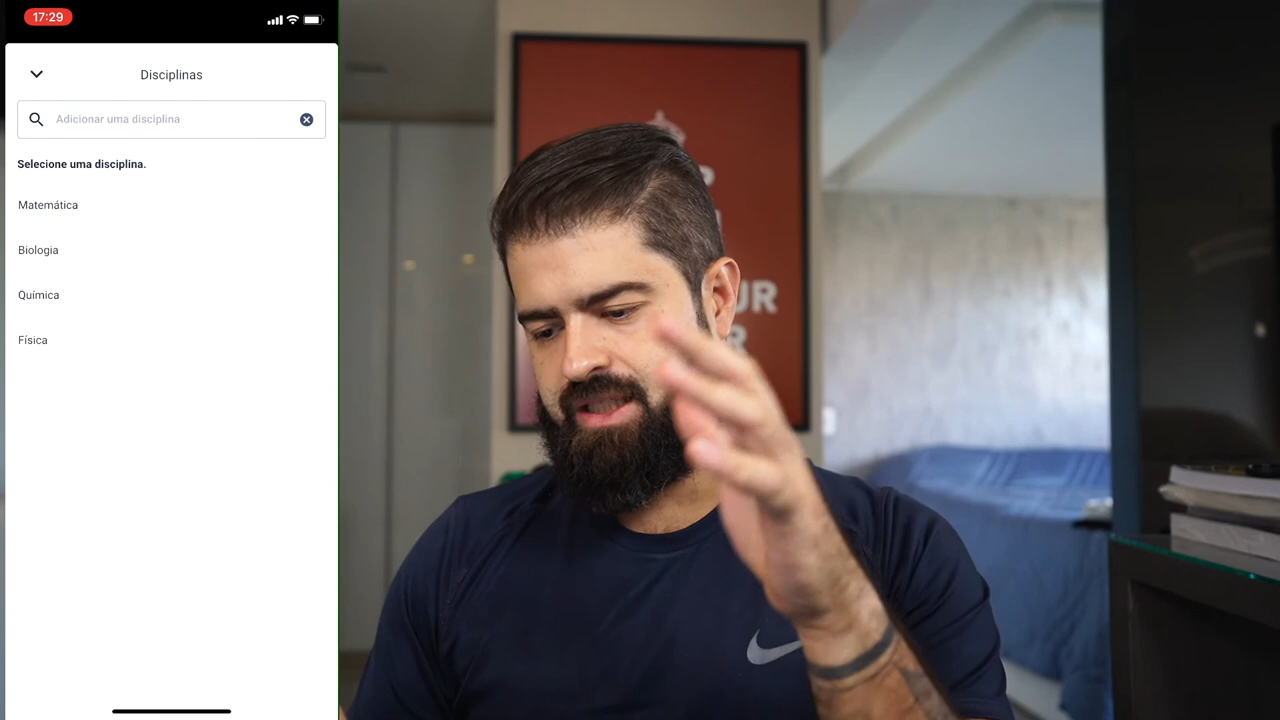 17:29
Disciplinas
Adicionar uma disciplina
Selecione uma disciplina.
Matemática
Biologia
Química
Física